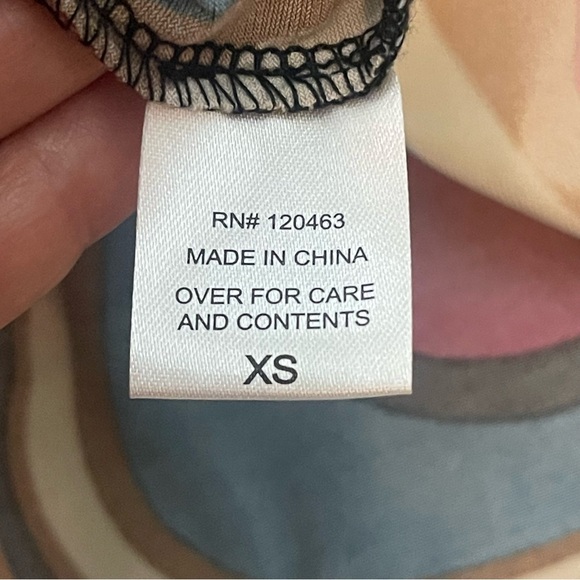 RN# 120463
MADE IN CHINA
OVER FOR CARE
AND CONTENTS
XS